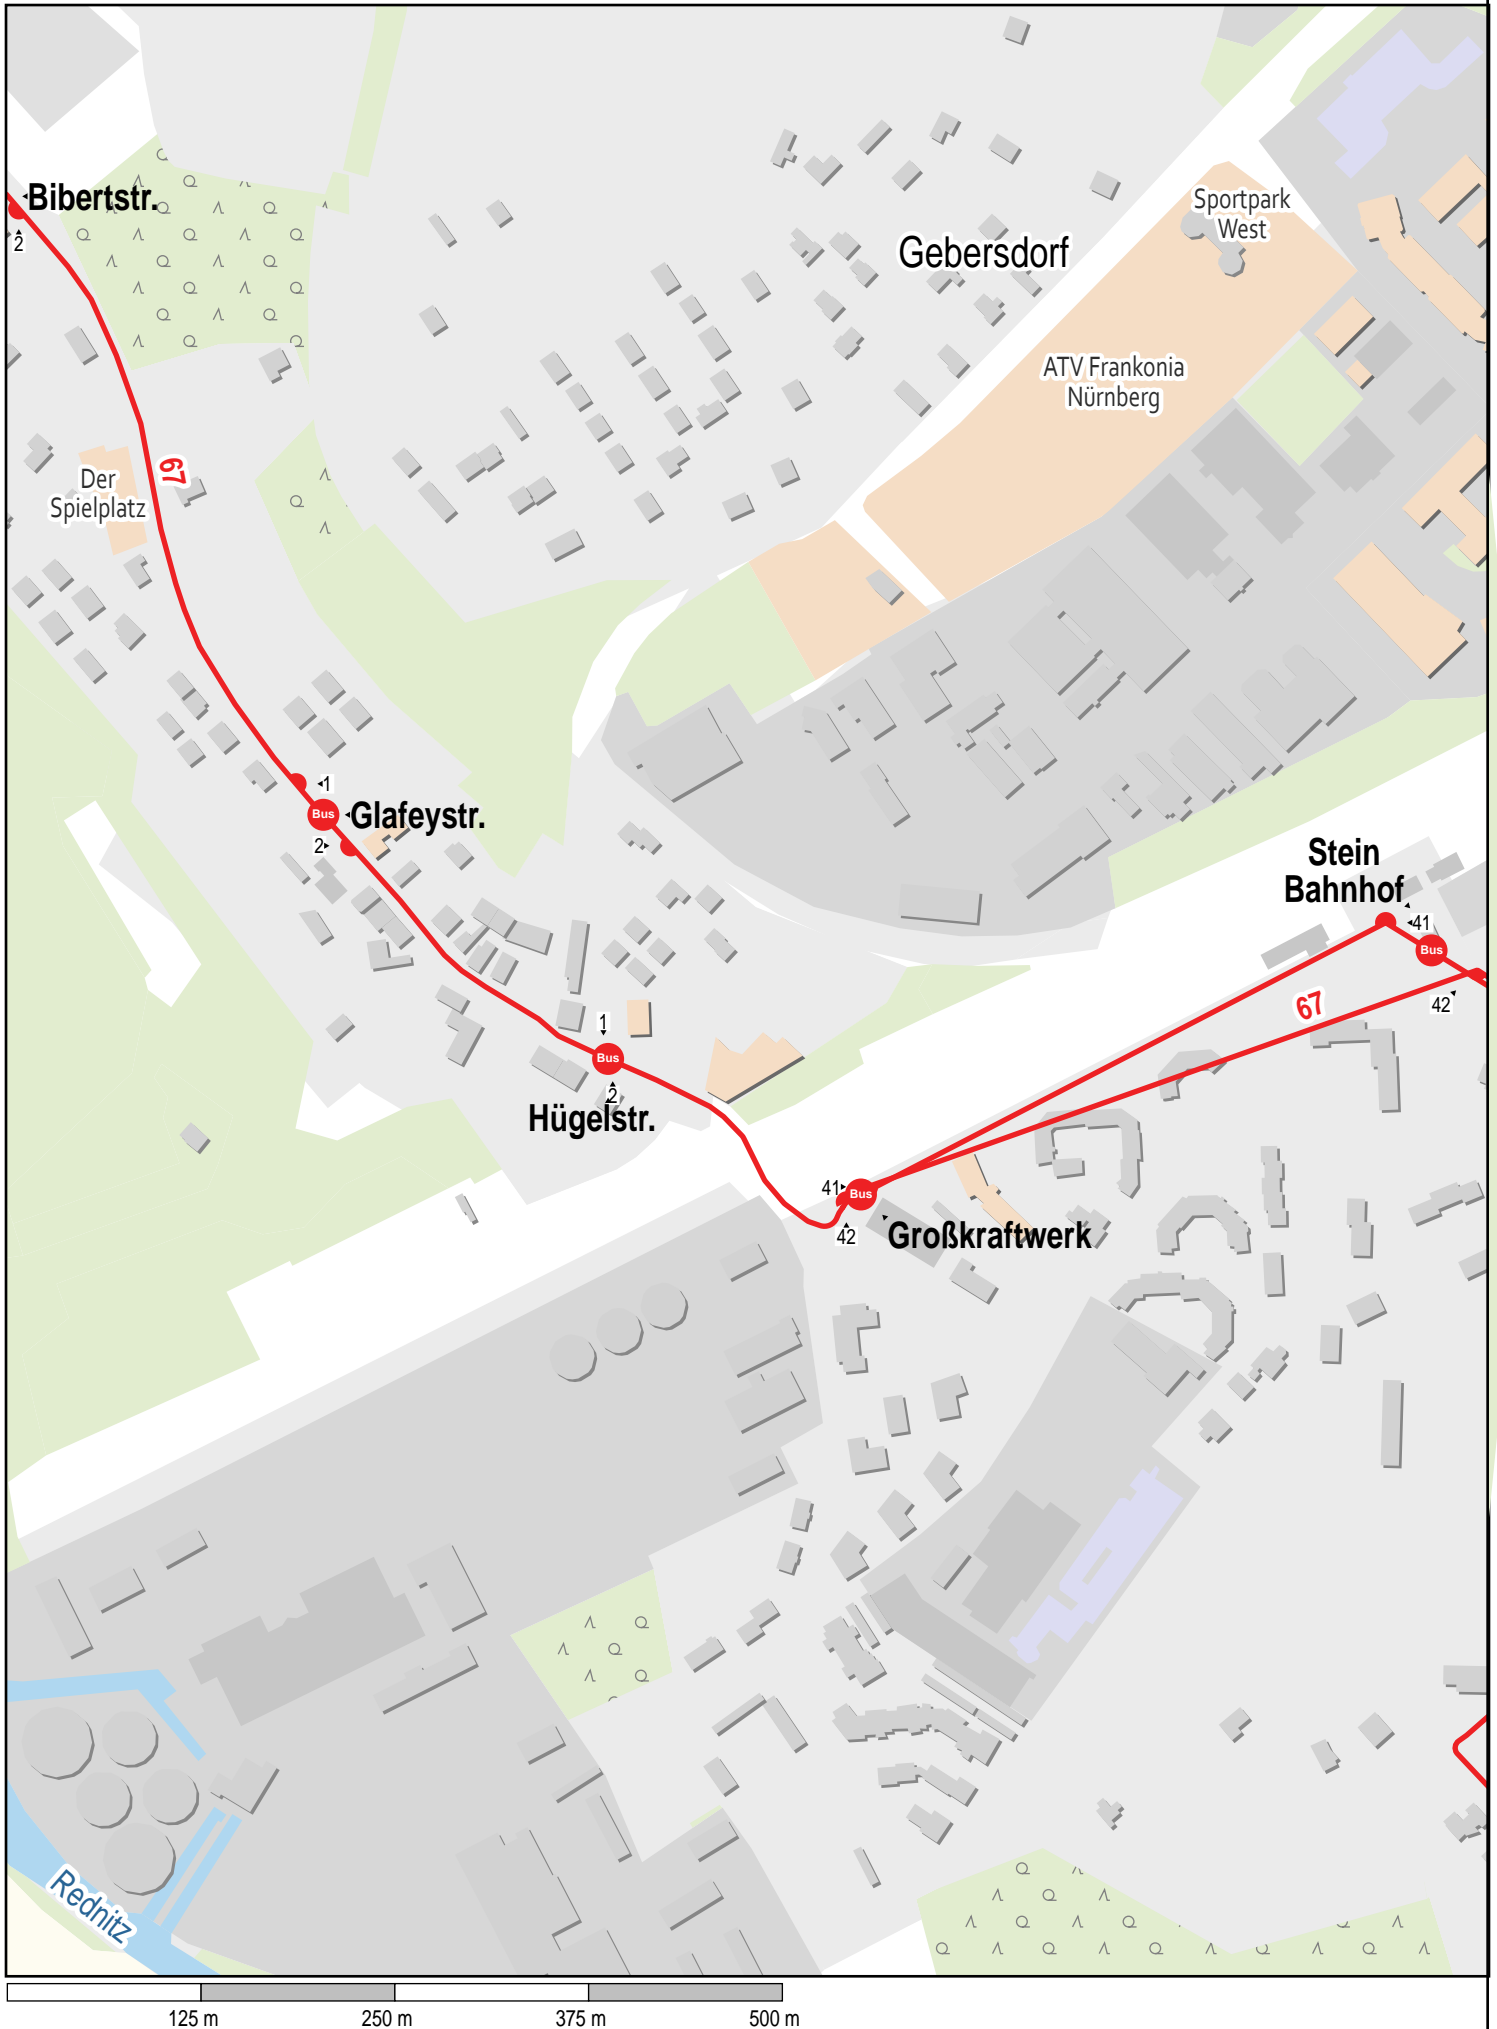 Bibertstr.
2
Sportpark
West
Gebersdorf
ATV Frankonia
Nürnberg
67
Der
Spielplatz
1
Bus
Glafeystr.
2
Stein
Bahnhof
41
Bus
67
42
1
Bus
2
Hügelstr.
41
Bus
42
Großkraftwerk
Rednitz
125 m
250 m
375 m
500 m